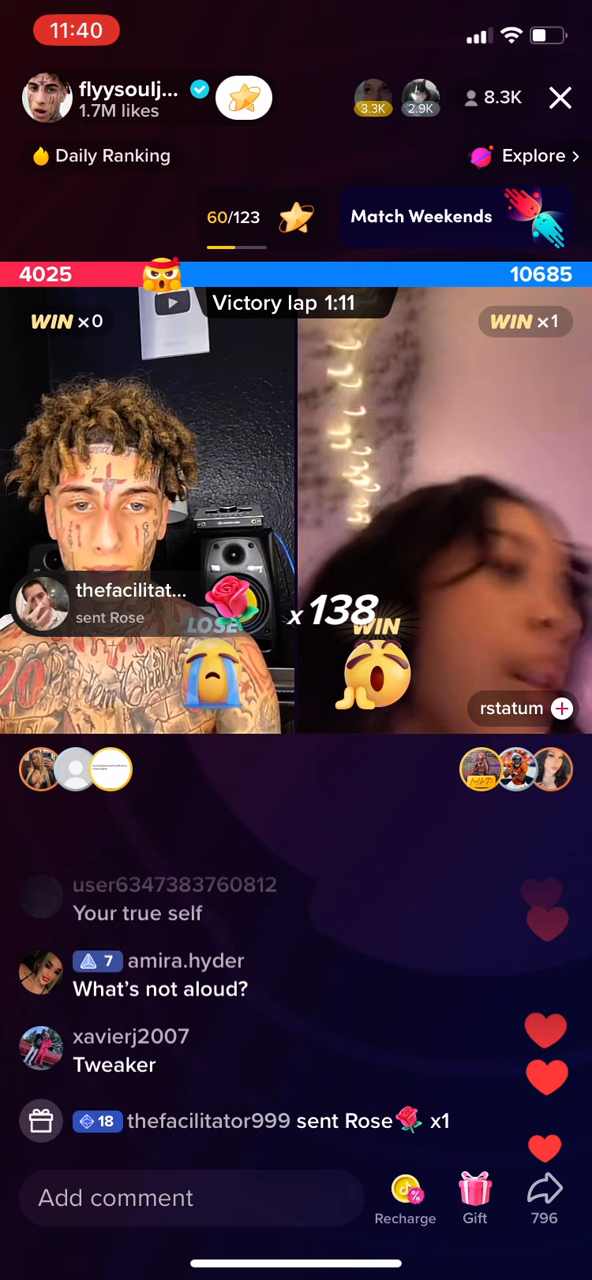 11:40
flyysoulj...
1.7M likes
3.3K
2.9K
8.3K
Daily Ranking
Explore >
60/123
Match Weekends
4025
10685
Victory lap 1:11
WIN x0
WIN x1
thefacilitat...
sent Rose
x 138
LOSE
WIN
20
rstatum
user6347383760812
Your true self
7 amira.hyder
What's not aloud?
xavierj2007
Tweaker
18 thefacilitator999 sent Rose🌹 x1
Add comment
Recharge
Gift
796